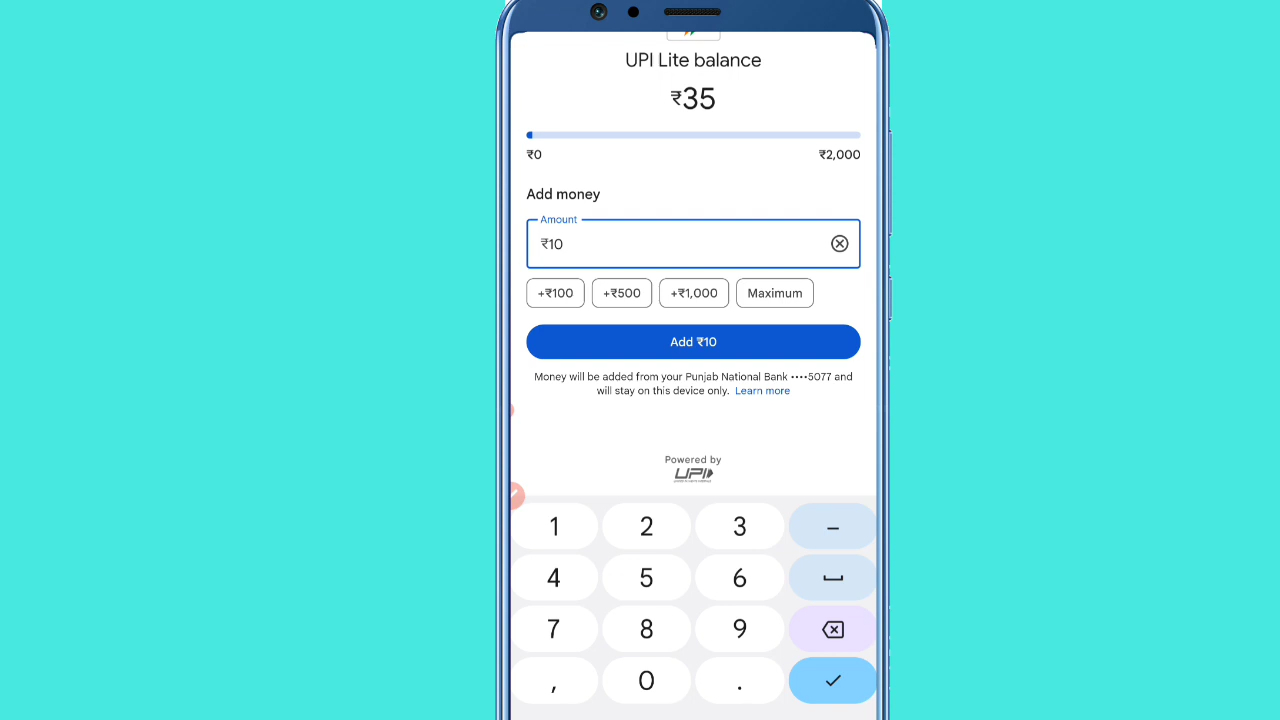 UPI Lite balance
₹35
₹0 ₹2,000
Add money
Amount
₹10
+₹100 +₹500 +₹1,000 Maximum
Add ₹10
Money will be added from your Punjab National Bank ••••5077 and
will stay on this device only. Learn more
Powered by
UPI
1 2 3 –
4 5 6
7 8 9
, 0 .